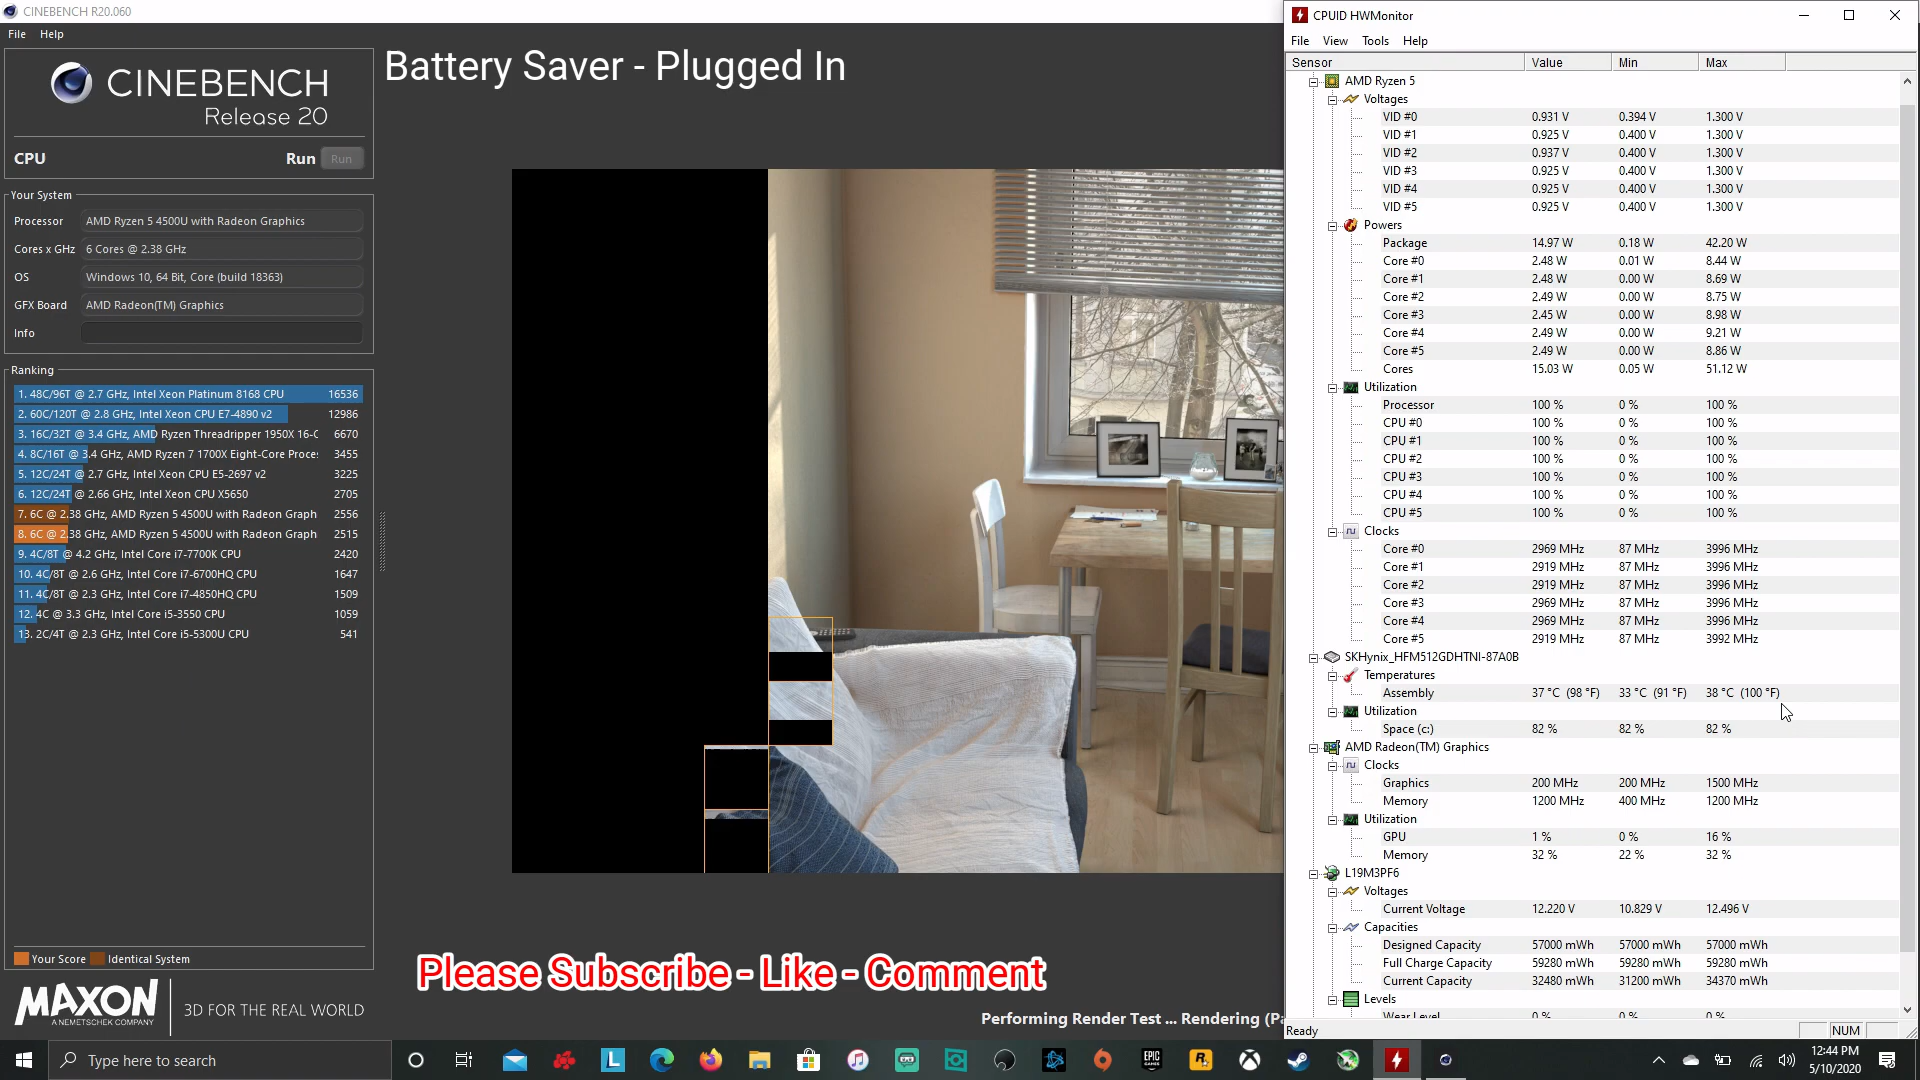 CINEBENCH R20.060
File Help
CINEBENCH
Release 20
CPU Run Run
Your System
Processor AMD Ryzen 5 4500U with Radeon Graphics
Cores x GHz 6 Cores @ 2.38 GHz
OS Windows 10, 64 Bit, Core (build 18363)
GFX Board AMD Radeon(TM) Graphics
Info
Ranking
1. 48C/96T @ 2.7 GHz, Intel Xeon Platinum 8168 CPU 16536
2. 60C/120T @ 2.8 GHz, Intel Xeon CPU E7-4890 v2 12986
3. 16C/32T @ 3.4 GHz, AMD Ryzen Threadripper 1950X 16-C 6670
4. 8C/16T @ 3.4 GHz, AMD Ryzen 7 1700X Eight-Core Proces 3455
5. 12C/24T @ 2.7 GHz, Intel Xeon CPU E5-2697 v2 3225
6. 12C/24T @ 2.66 GHz, Intel Xeon CPU X5650 2705
7. 6C @ 2.38 GHz, AMD Ryzen 5 4500U with Radeon Graph 2556
8. 6C @ 2.38 GHz, AMD Ryzen 5 4500U with Radeon Graph 2515
9. 4C/8T @ 4.2 GHz, Intel Core i7-7700K CPU 2420
10. 4C/8T @ 2.6 GHz, Intel Core i7-6700HQ CPU 1647
11. 4C/8T @ 2.3 GHz, Intel Core i7-4850HQ CPU 1509
12. 4C @ 3.3 GHz, Intel Core i5-3550 CPU 1059
13. 2C/4T @ 2.3 GHz, Intel Core i5-5300U CPU 541
Your Score Identical System
MAXON
A NEMETSCHEK COMPANY
3D FOR THE REAL WORLD
Battery Saver - Plugged In
Please Subscribe - Like - Comment
Performing Render Test ... Rendering (Pa
CPUID HWMonitor
File View Tools Help
Sensor Value Min Max
AMD Ryzen 5
Voltages
VID #0 0.931 V 0.394 V 1.300 V
VID #1 0.925 V 0.400 V 1.300 V
VID #2 0.937 V 0.400 V 1.300 V
VID #3 0.925 V 0.400 V 1.300 V
VID #4 0.925 V 0.400 V 1.300 V
VID #5 0.925 V 0.400 V 1.300 V
Powers
Package 14.97 W 0.18 W 42.20 W
Core #0 2.48 W 0.01 W 8.44 W
Core #1 2.48 W 0.00 W 8.69 W
Core #2 2.49 W 0.00 W 8.75 W
Core #3 2.45 W 0.00 W 8.98 W
Core #4 2.49 W 0.00 W 9.21 W
Core #5 2.49 W 0.00 W 8.86 W
Cores 15.03 W 0.05 W 51.12 W
Utilization
Processor 100 % 0 % 100 %
CPU #0 100 % 0 % 100 %
CPU #1 100 % 0 % 100 %
CPU #2 100 % 0 % 100 %
CPU #3 100 % 0 % 100 %
CPU #4 100 % 0 % 100 %
CPU #5 100 % 0 % 100 %
Clocks
Core #0 2969 MHz 87 MHz 3996 MHz
Core #1 2919 MHz 87 MHz 3996 MHz
Core #2 2919 MHz 87 MHz 3996 MHz
Core #3 2969 MHz 87 MHz 3996 MHz
Core #4 2969 MHz 87 MHz 3996 MHz
Core #5 2919 MHz 87 MHz 3992 MHz
SKHynix_HFM512GDHTNI-87A0B
Temperatures
Assembly 37 °C (98 °F) 33 °C (91 °F) 38 °C (100 °F)
Utilization
Space (c:) 82 % 82 % 82 %
AMD Radeon(TM) Graphics
Clocks
Graphics 200 MHz 200 MHz 1500 MHz
Memory 1200 MHz 400 MHz 1200 MHz
Utilization
GPU 1 % 0 % 16 %
Memory 32 % 22 % 32 %
L19M3PF6
Voltages
Current Voltage 12.220 V 10.829 V 12.496 V
Capacities
Designed Capacity 57000 mWh 57000 mWh 57000 mWh
Full Charge Capacity 59280 mWh 59280 mWh 59280 mWh
Current Capacity 32480 mWh 31200 mWh 34370 mWh
Levels
Wear Level 0 % 0 % 0 %
Ready NUM
Type here to search
L
EPIC GAMES
R
12:44 PM
5/10/2020